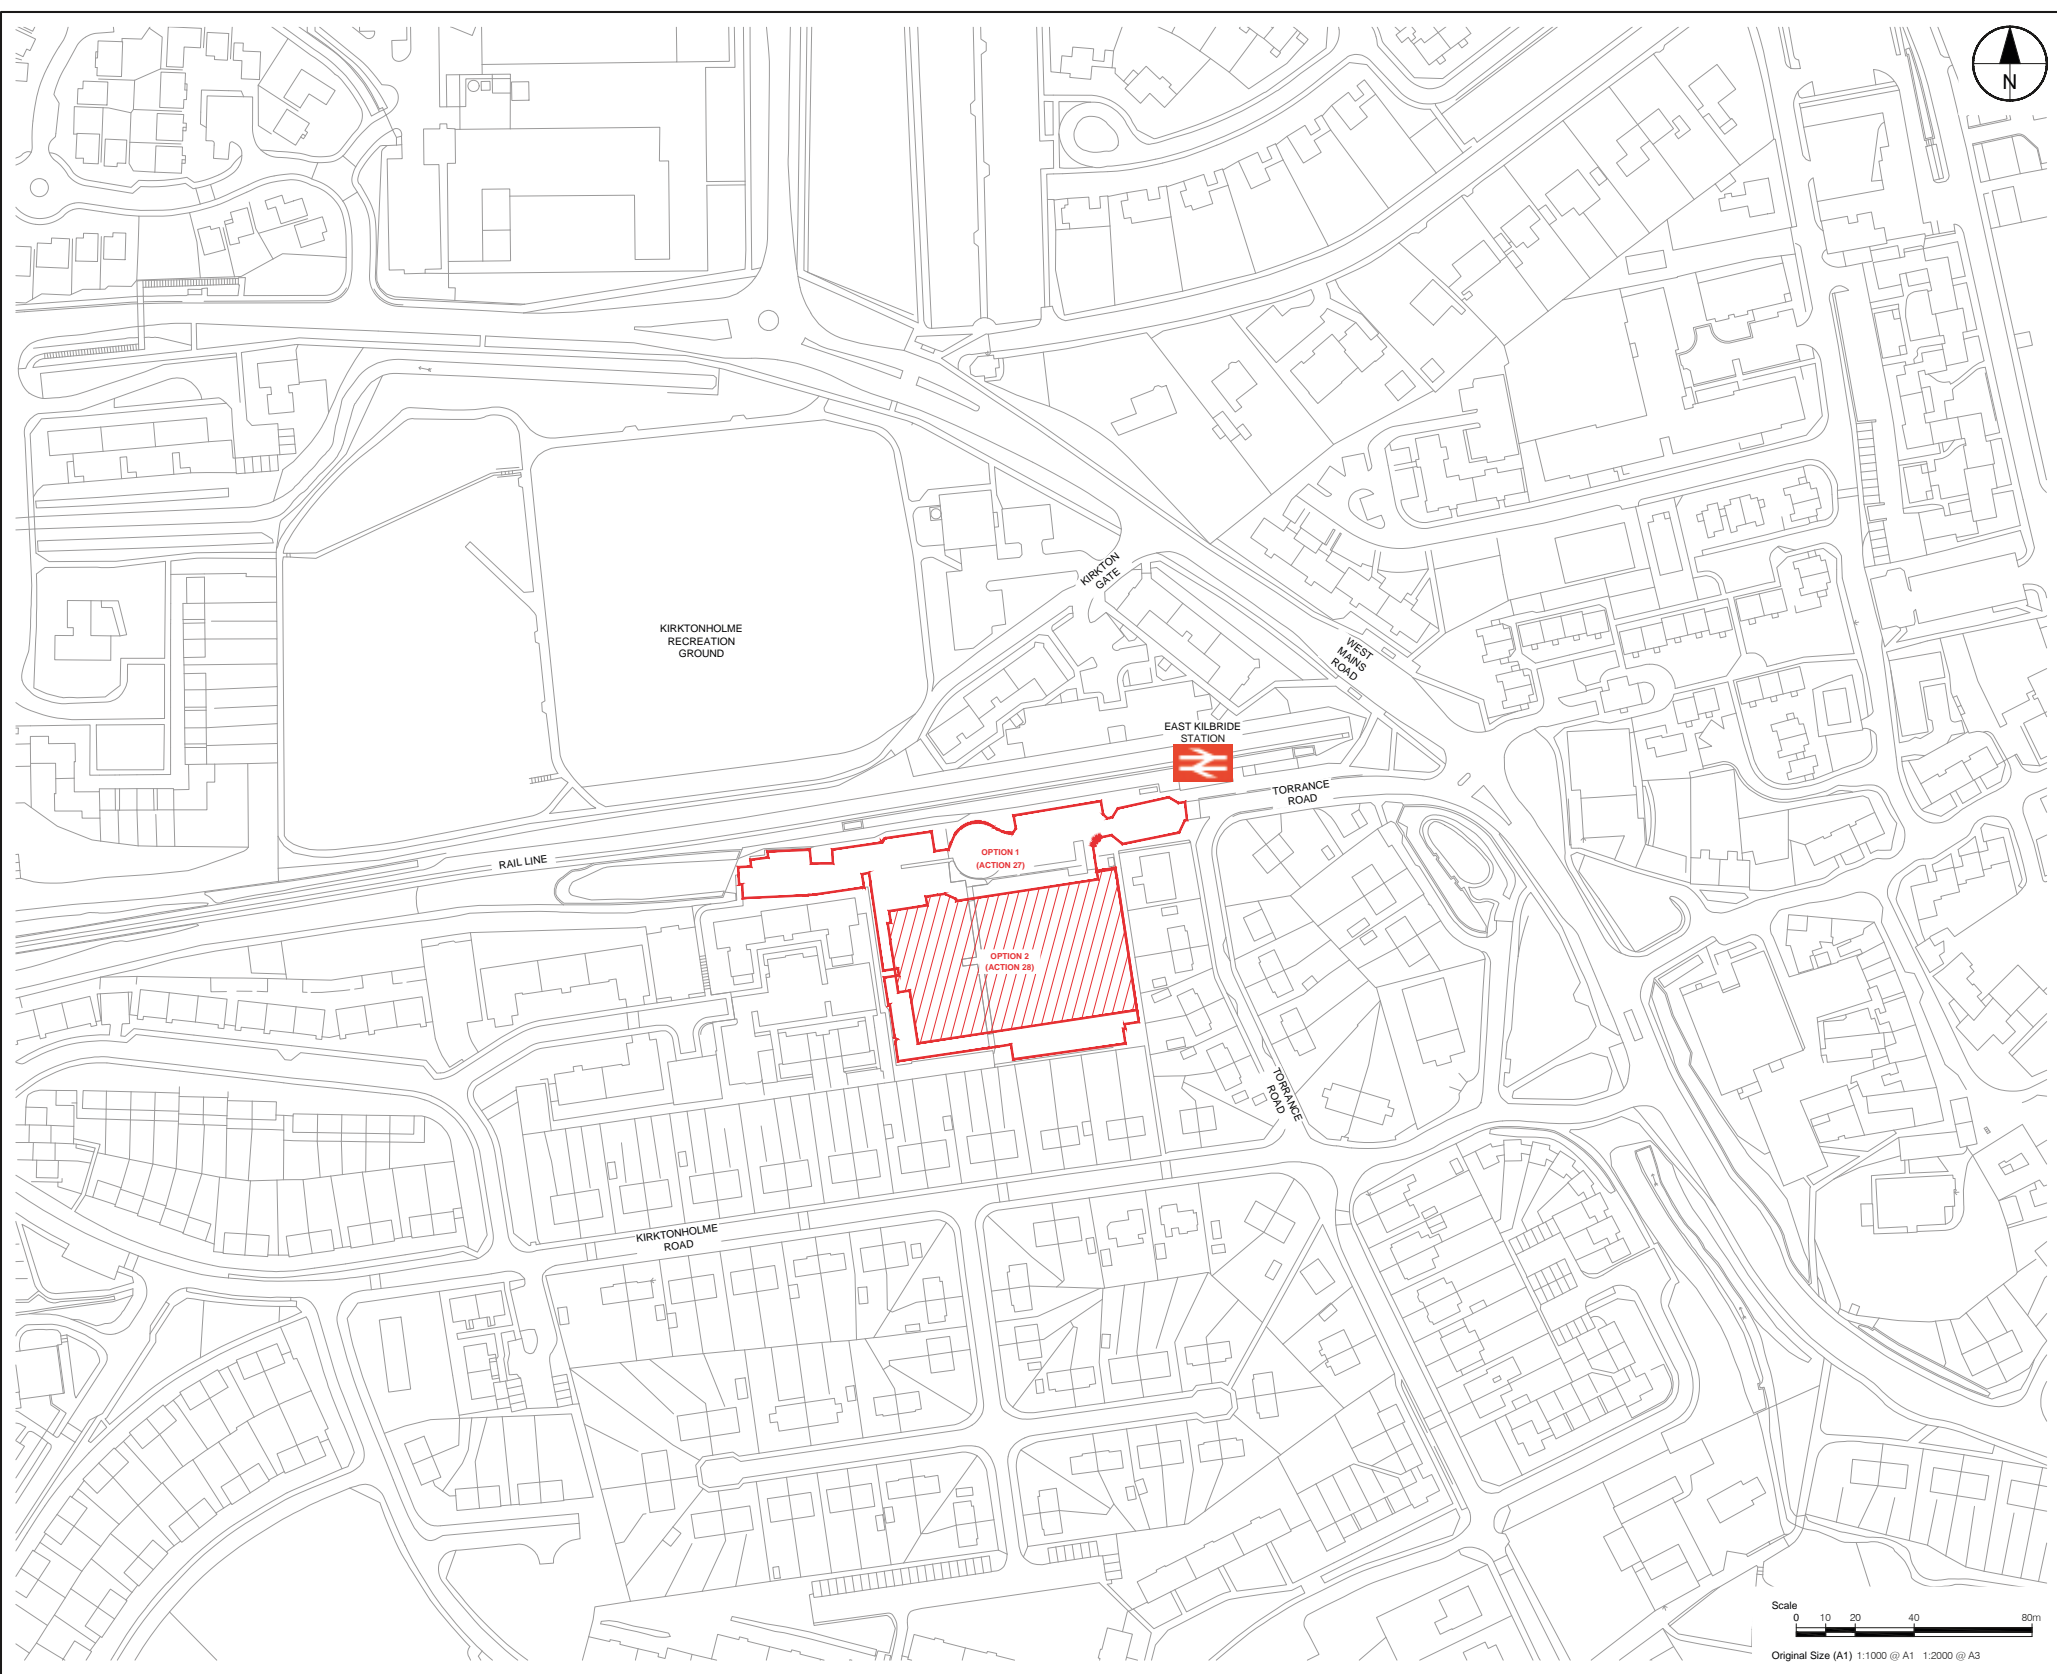 N
KIRKTON
GATE
KIRKTONHOLME
RECREATION
GROUND
WEST
MAINS
ROAD
EAST KILBRIDE
STATION
TORRANCE
ROAD
RAIL LINE
OPTION 1
(ACTION 27)
OPTION 2
(ACTION 28)
TORRANCE
ROAD
KIRKTONHOLME
ROAD
Scale
0 10 20 40 80m
Original Size (A1) 1:1000 @ A1 1:2000 @ A3